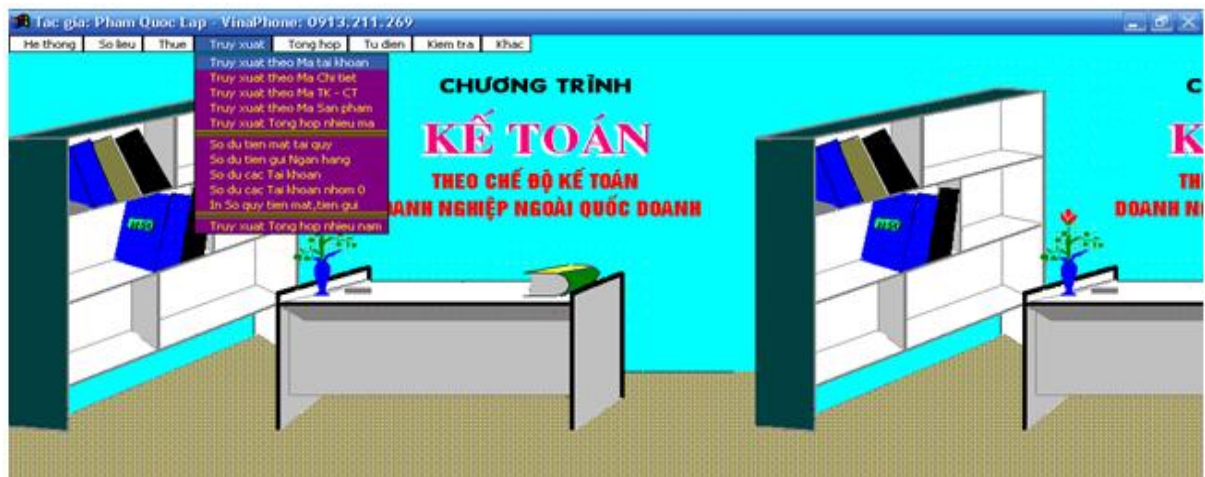 Tac gia: Pham Quoc Lap - VinaPhone: 0913.211.269
He thong So lieu Thue Truy xuat Tong hop Tu dien Kiem tra Khac
Truy xuat theo Ma tai khoan
Truy xuat theo Ma Chi tiet
Truy xuat theo Ma TK - CT
Truy xuat theo Ma San pham
Truy xuat Tong hop nhieu ma
So du tien mat tai quy
So du tien gui Ngan hang
So du cac Tai khoan
So du cac Tai khoan nhom 0
In So quy tien mat,tien gui
Truy xuat Tong hop nhieu nam
CHƯƠNG TRÌNH
KẾ TOÁN
THEO CHẾ ĐỘ KẾ TOÁN
OANH NGHIỆP NGOÀI QUỐC DOANH
C
K
TH
DOANH N